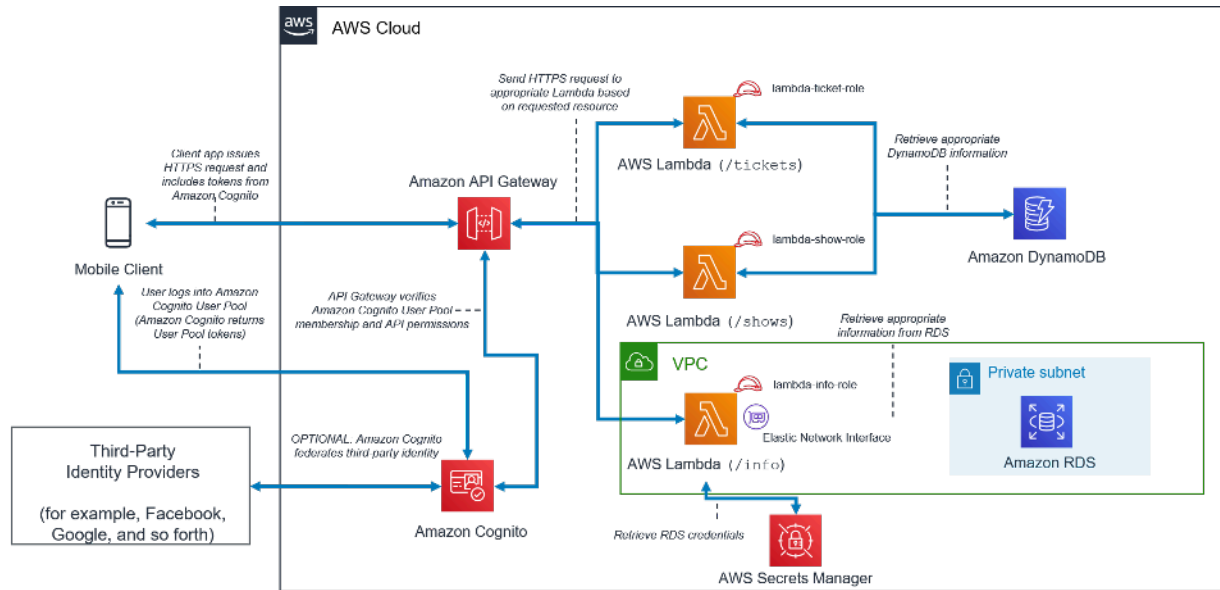 aws
AWS Cloud
Send HTTPS request to
appropriate Lambda based
on requested resource
lambda-ticket-role
AWS Lambda (/tickets)
Retrieve appropriate
DynamoDB information
Client app issues
HTTPS request and
includes tokens from
Amazon Cognito
Amazon API Gateway
Mobile Client
lambda-show-role
AWS Lambda (/shows)
Amazon DynamoDB
User logs into Amazon
Cognito User Pool
(Amazon Cognito returns
User Pool tokens)
API Gateway verifies
Amazon Cognito User Pool
membership and API permissions
Retrieve appropriate
information from RDS
VPC
lambda-info-role
Elastic Network Interface
AWS Lambda (/info)
Private subnet
Amazon RDS
Third-Party
Identity Providers
(for example, Facebook,
Google, and so forth)
OPTIONAL. Amazon Cognito
federates third party identity
Amazon Cognito
Retrieve RDS credentials
AWS Secrets Manager